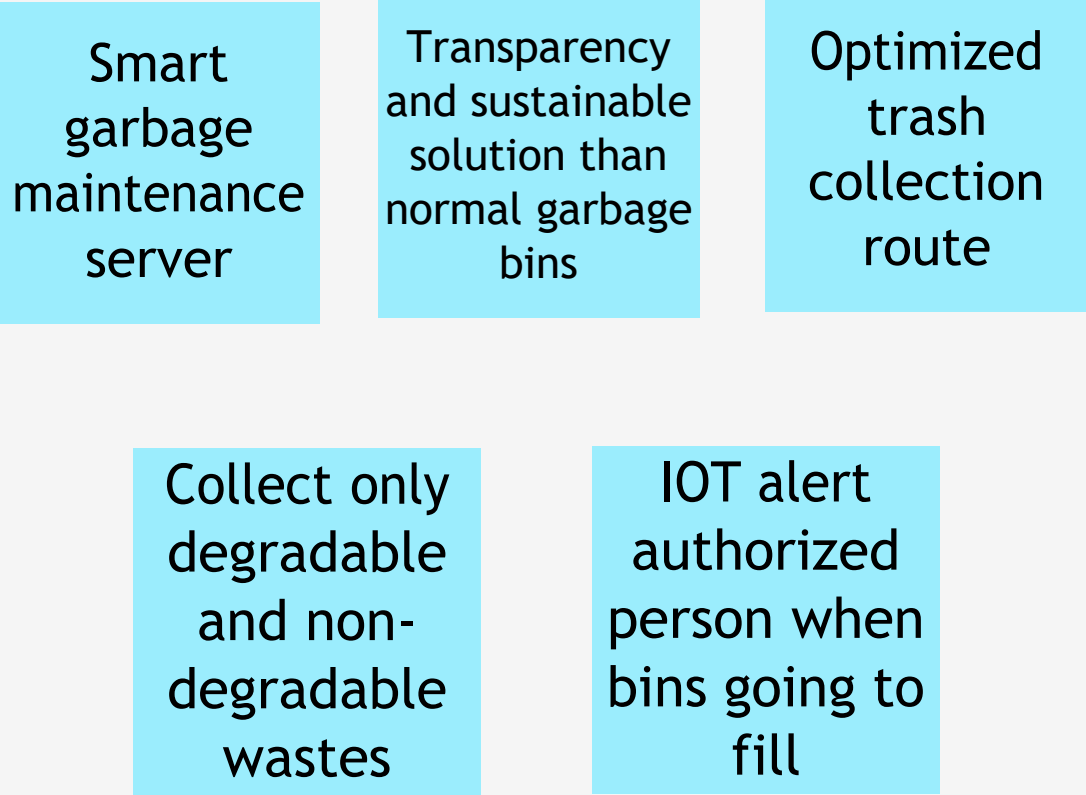 Smart
garbage
maintenance
server
Transparency
and sustainable
solution than
normal garbage
bins
Optimized
trash
collection
route
Collect only
degradable
and non-
degradable
wastes
IOT alert
authorized
person when
bins going to
fill